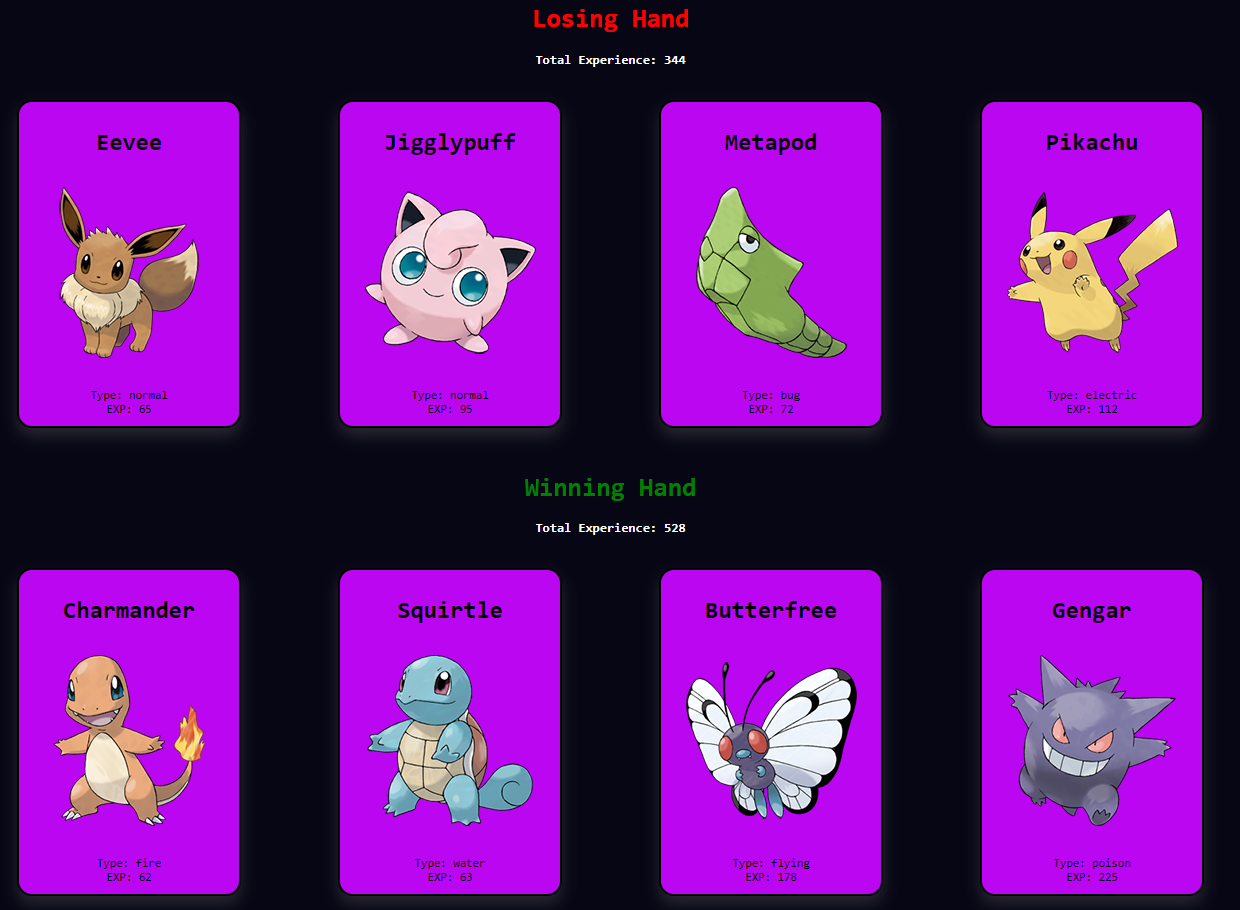 Losing Hand
Total Experience: 344
Eevee
Jigglypuff
Metapod
Pikachu
Type: normal
EXP: 65
Type: normal
EXP: 95
Type: bug
EXP: 72
Type: electric
EXP: 112
Winning Hand
Total Experience: 528
Charmander
Squirtle
Butterfree
Gengar
Type: fire
EXP: 62
Type: water
EXP: 63
Type: flying
EXP: 178
Type: poison
EXP: 225